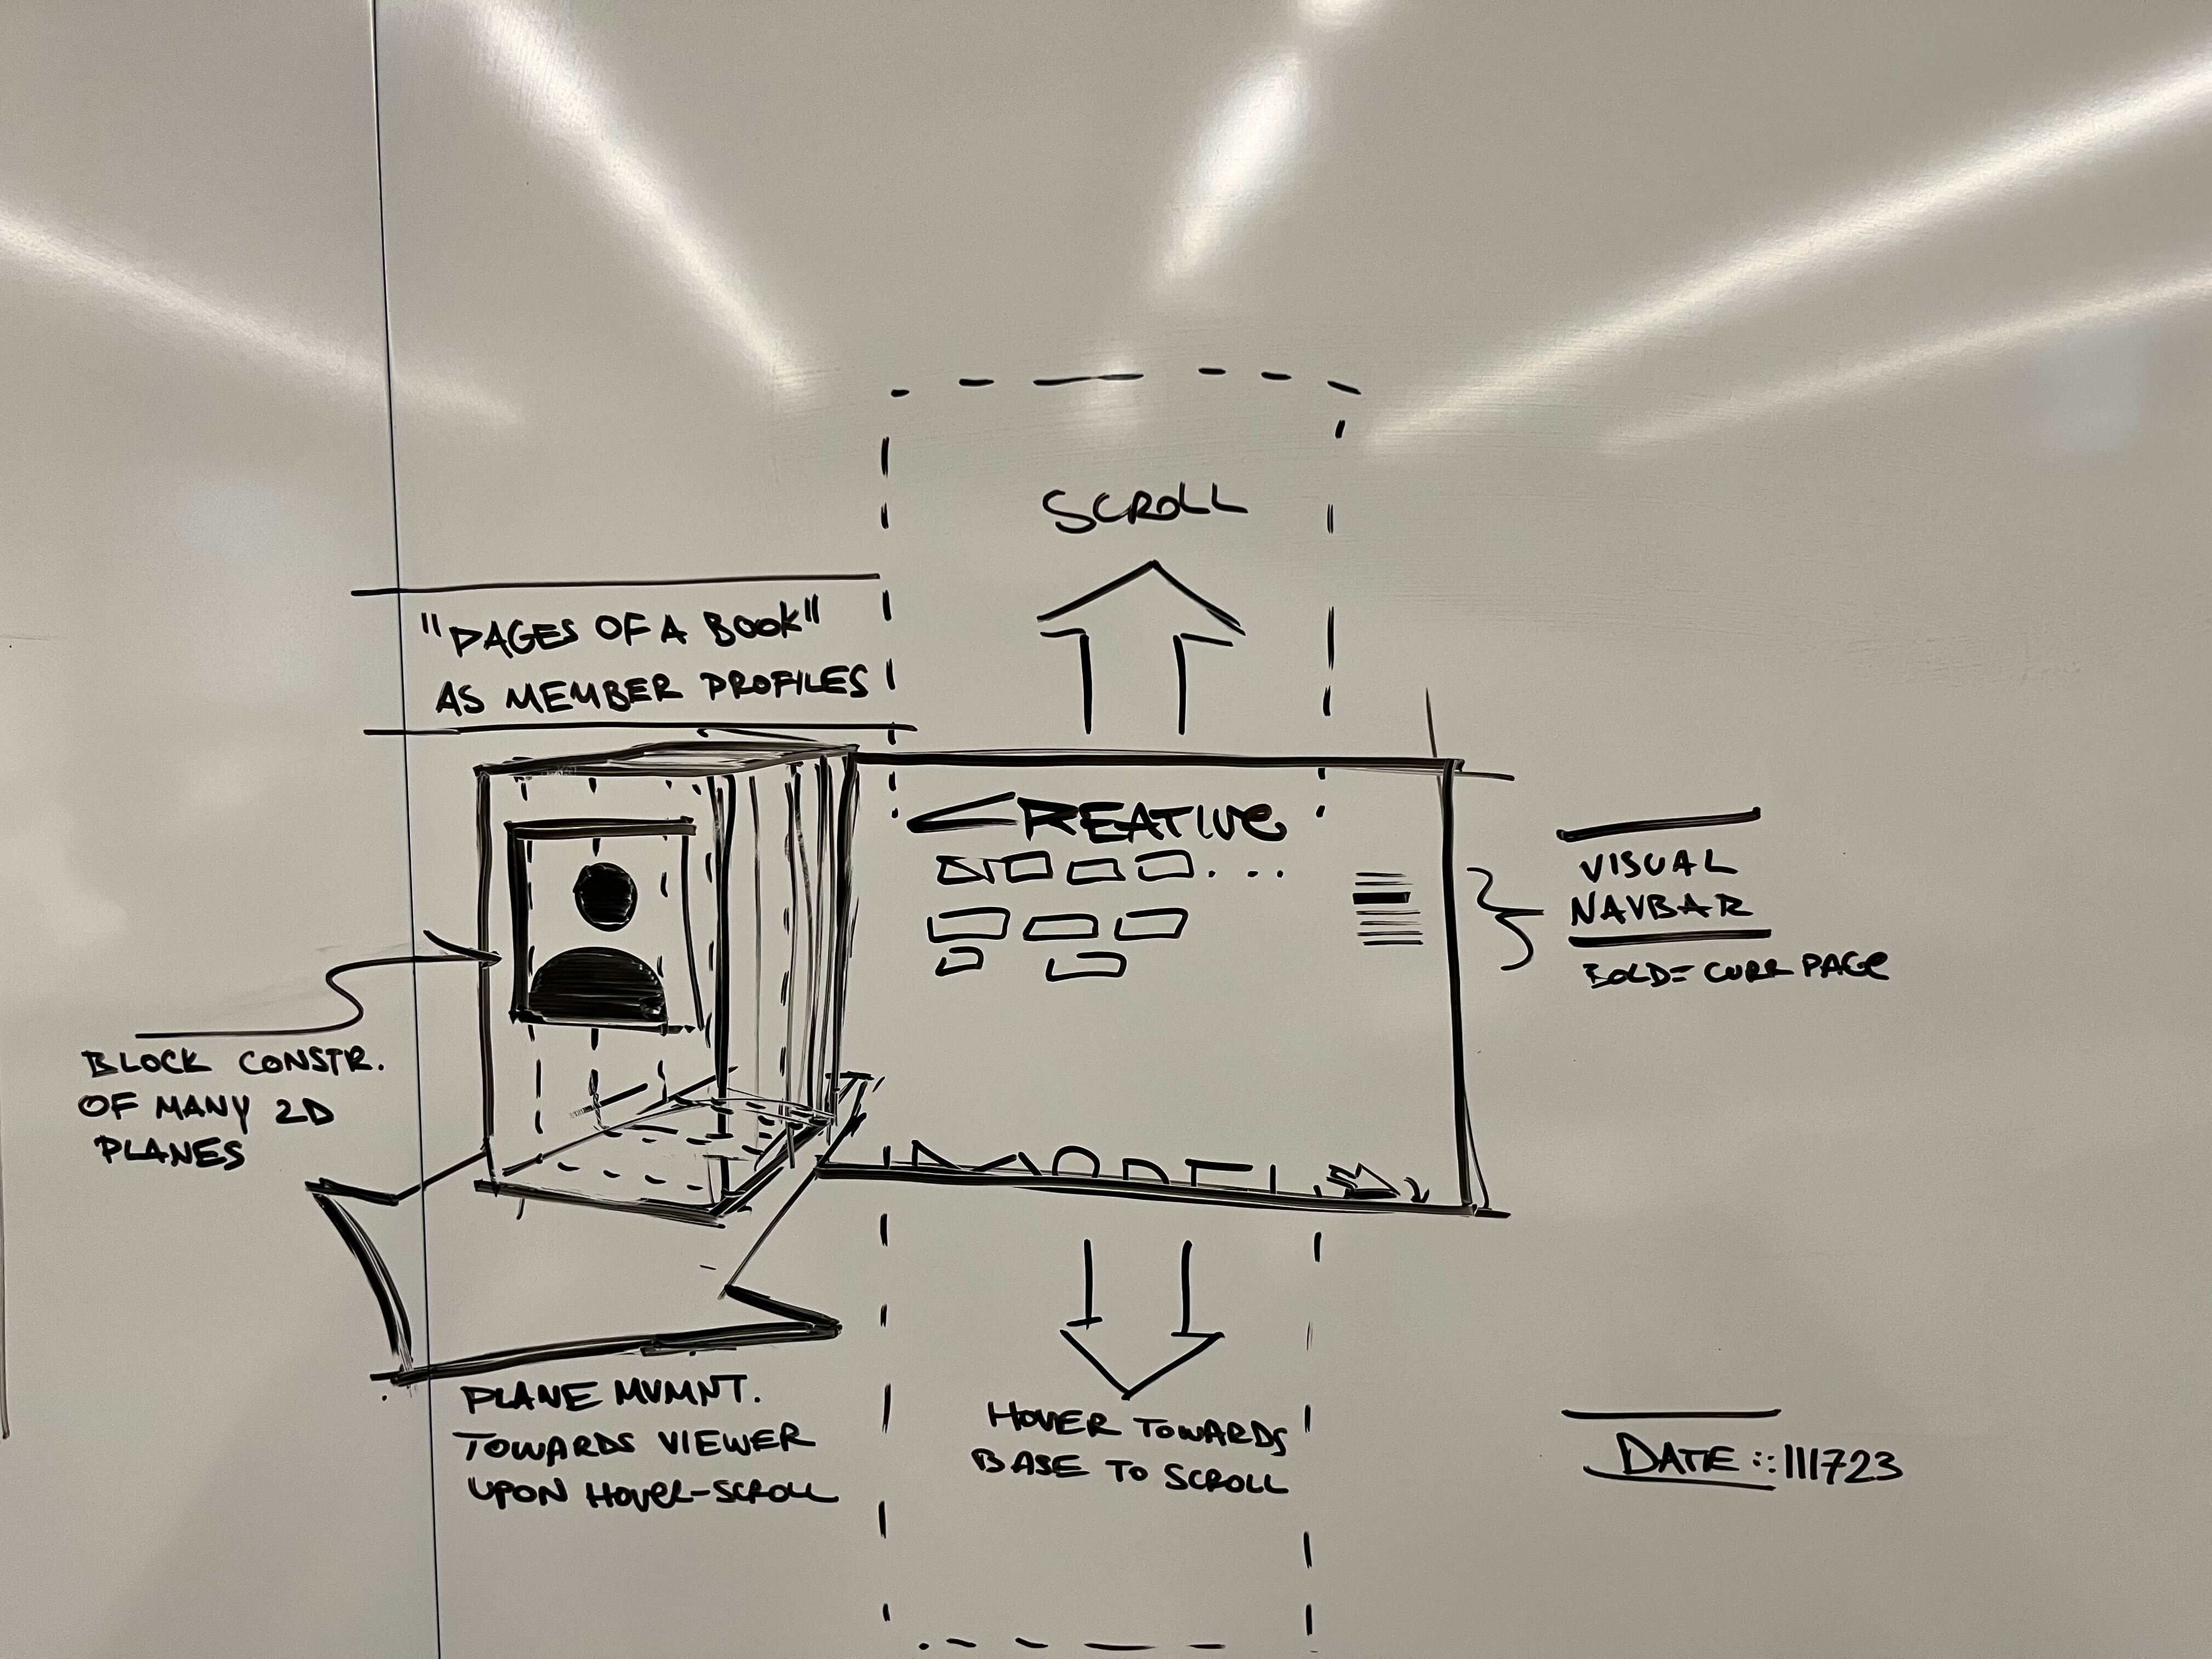 SCROLL
"PAGES OF A BOOK"
AS MEMBER PROFILES
CREATIVE
VISUAL
NAVBAR
BOLD = CURR PAGE
BLOCK CONSTR.
OF MANY 2D
PLANES
PLANE MVMNT.
TOWARDS VIEWER
UPON HOVER-SCROLL
HOVER TOWARDS
BASE TO SCROLL
DATE :: 111723